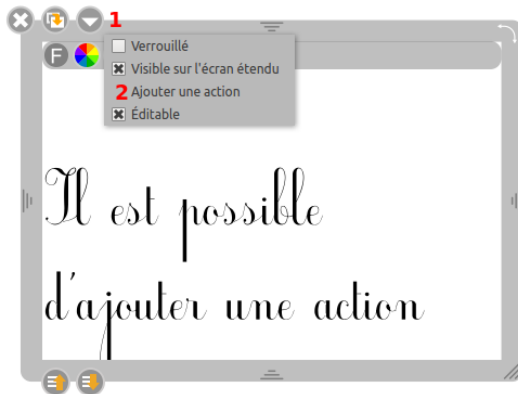 1
F
Verrouillé
Visible sur l'écran étendu
2 Ajouter une action
Éditable
Il est possible
d'ajouter une action